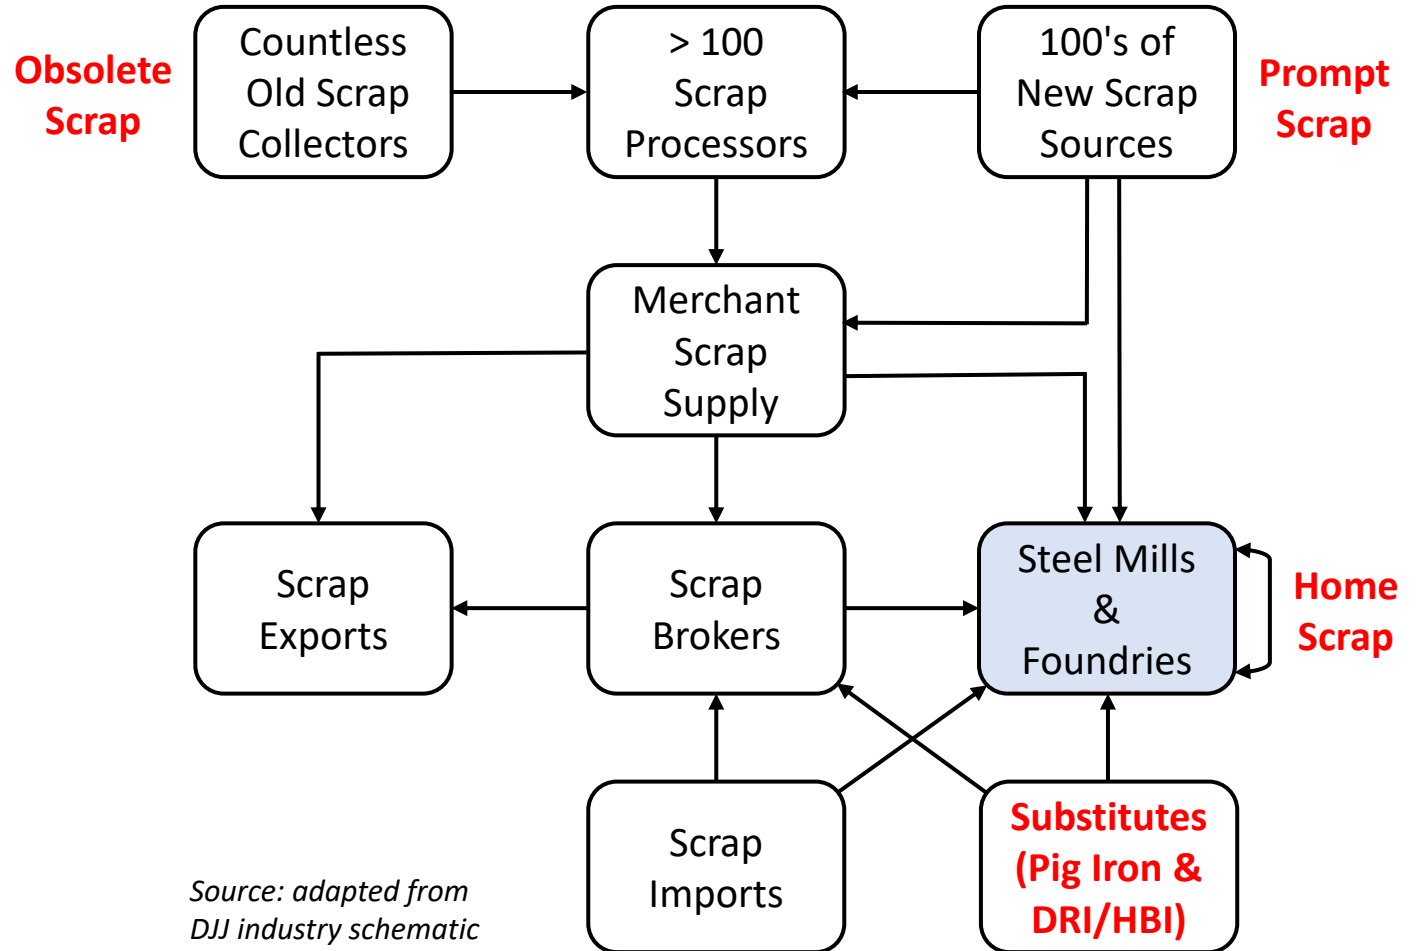 Obsolete
Scrap
Countless
Old Scrap
Collectors
> 100
Scrap
Processors
100's of
New Scrap
Sources
Prompt
Scrap
Merchant
Scrap
Supply
Scrap
Exports
Scrap
Brokers
Steel Mills
&
Foundries
Home
Scrap
Scrap
Imports
Substitutes
(Pig Iron &
DRI/HBI)
Source: adapted from
DJJ industry schematic